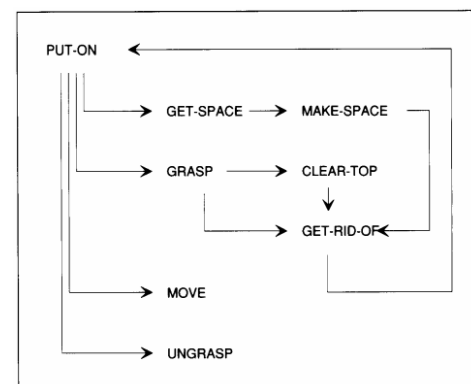 PUT-ON
GET-SPACE MAKE-SPACE
GRASP CLEAR-TOP
GET-RID-OF
MOVE
UNGRASP